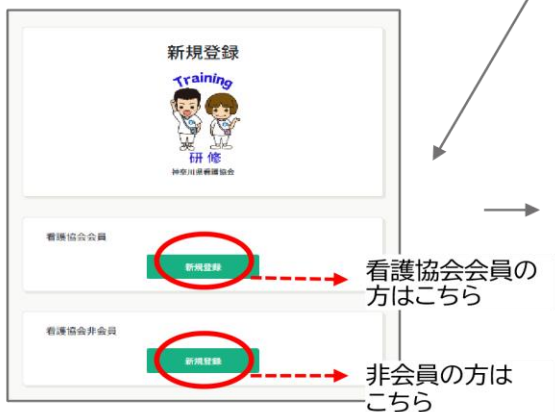 新規登録
Training
研修
神奈川県看護協会
看護協会会員
新規登録
看護協会会員の
方はこちら
看護協会非会員
新規登録
非会員の方は
こちら